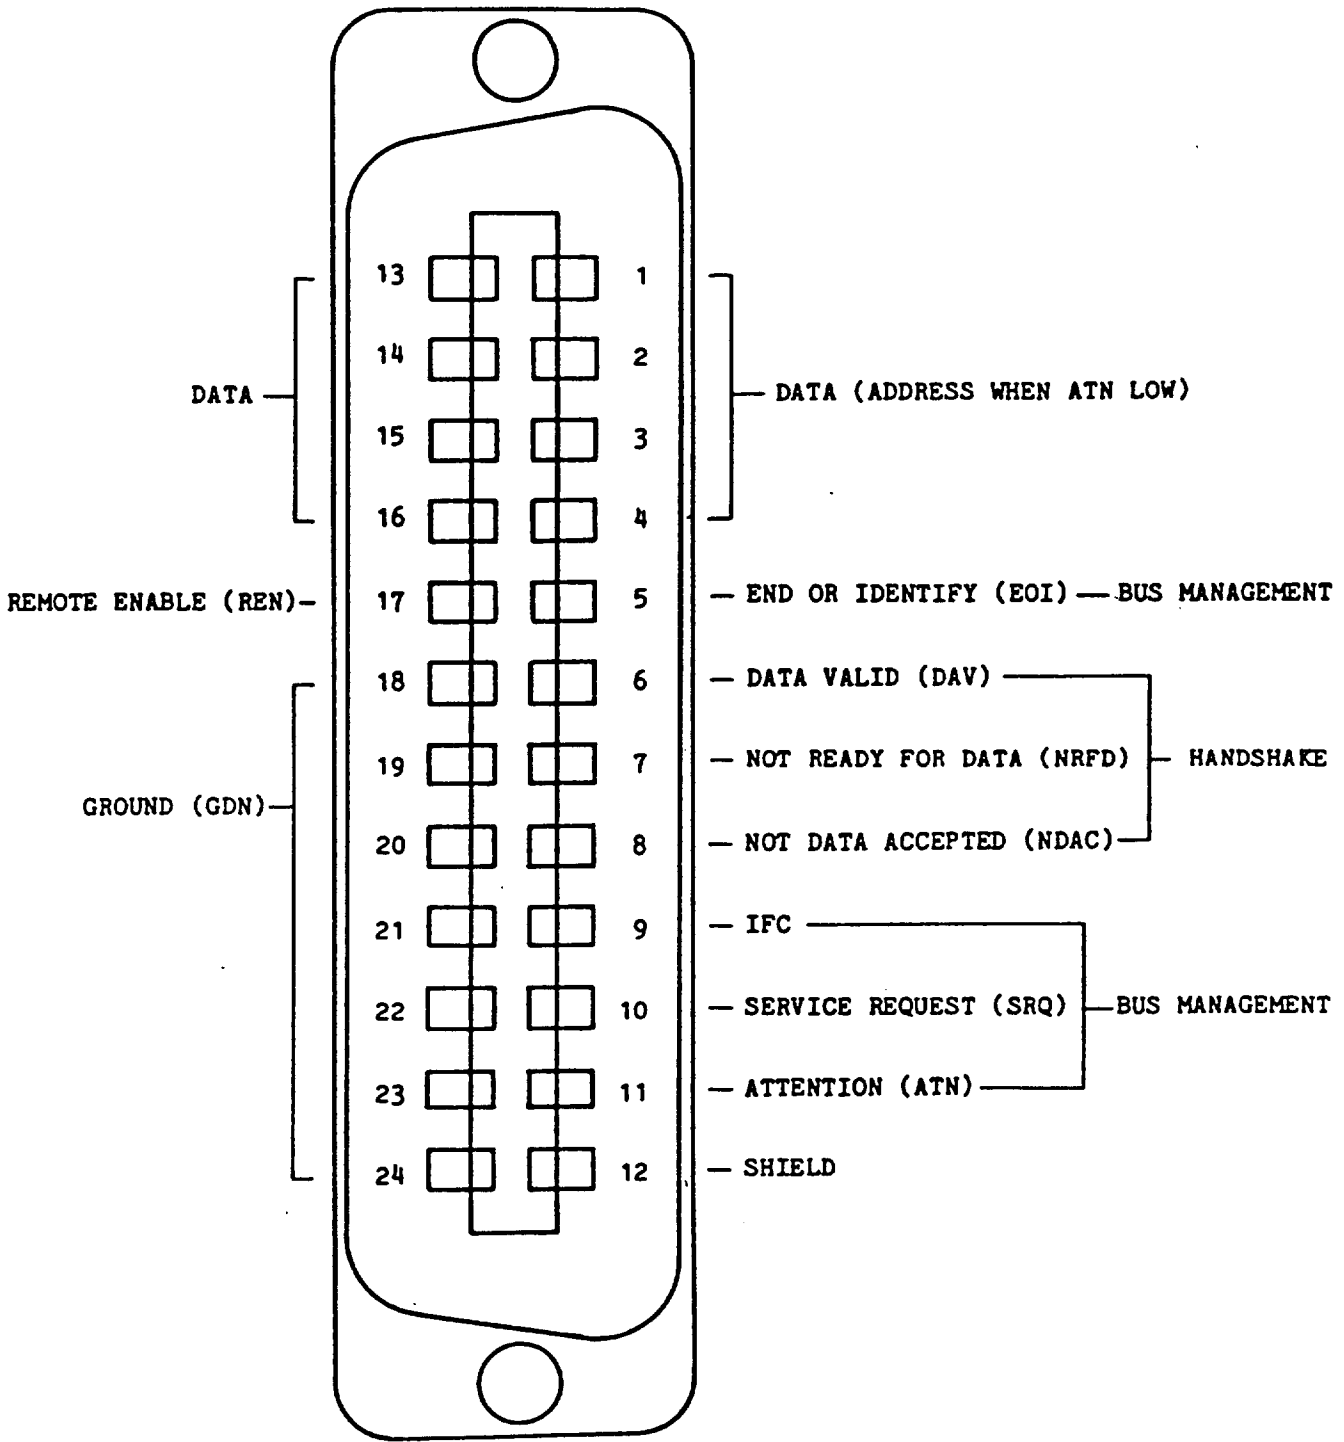 13 1
14 2
DATA DATA (ADDRESS WHEN ATN LOW)
15 3
16 4
REMOTE ENABLE (REN) 17 5 END OR IDENTIFY (EOI) BUS MANAGEMENT
18 6 DATA VALID (DAV)
19 7 NOT READY FOR DATA (NRFD) HANDSHAKE
GROUND (GDN)
20 8 NOT DATA ACCEPTED (NDAC)
21 9 IFC
22 10 SERVICE REQUEST (SRQ) BUS MANAGEMENT
23 11 ATTENTION (ATN)
24 12 SHIELD